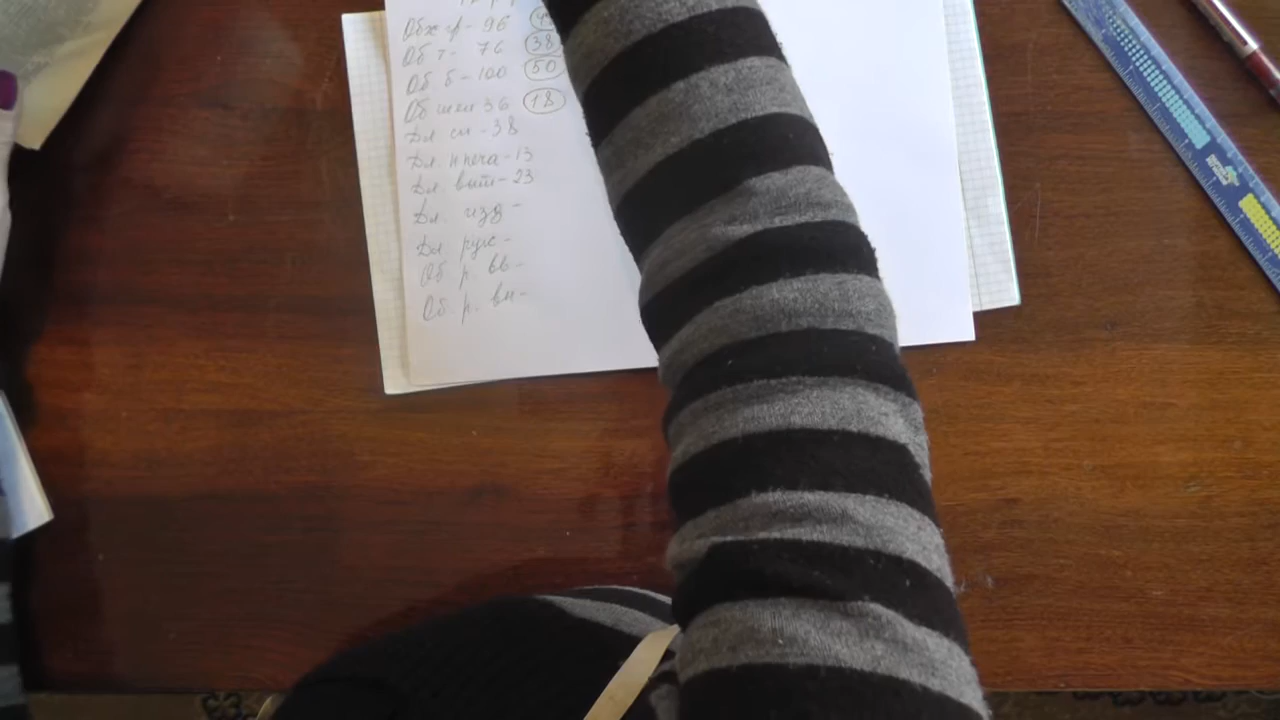 Об гр - 96
Об т - 76 38
Об б - 100 50
Об шеи 36 18
Дл сп - 38
Дл. плеча - 13
Дл. выт - 23
Дл. изд -
Дл. рук -
Об р. вв -
Об. р. вн -